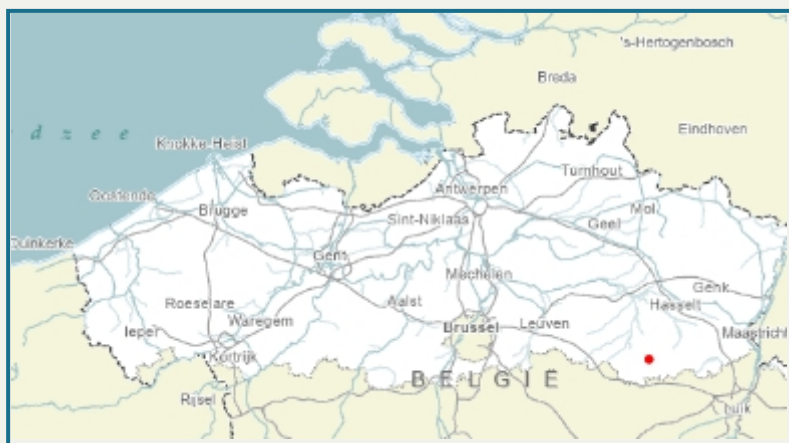 's-Hertogenbosch
Breda
Eindhoven
d z e e
Knokke-Heist
Turnhout
Antwerpen
Oostende
Brugge
Sint-Niklaas
Geel
Mol
Duinkerke
Gent
Mechelen
Genk
Roeselare
Aalst
Hasselt
Ieper
Waregem
Brussel
Leuven
Maastricht
Kortrijk
BELGIË
Rijsel
Luik